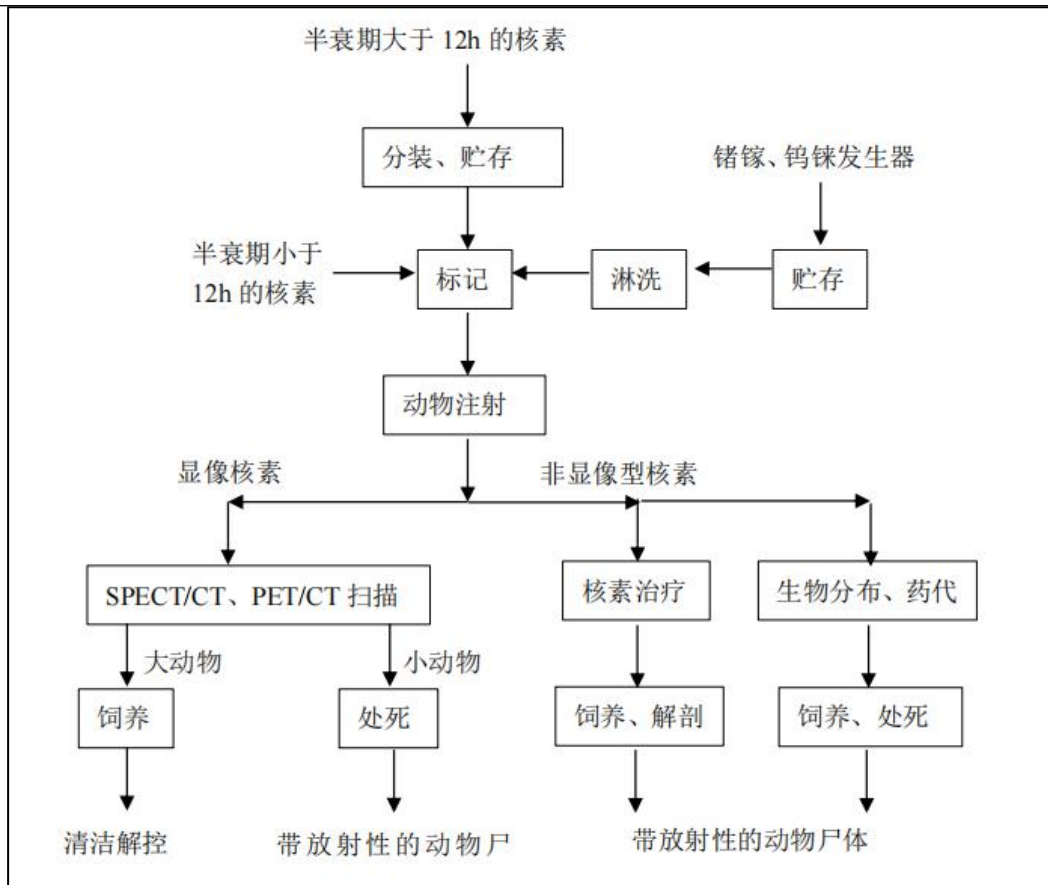 半衰期大于 12h 的核素
分装、贮存
锗镓、钨铼发生器
半衰期小于
12h 的核素
标记
淋洗
贮存
动物注射
显像核素
非显像型核素
SPECT/CT、PET/CT 扫描
核素治疗
生物分布、药代
大动物
小动物
饲养
处死
饲养、解剖
饲养、处死
清洁解控
带放射性的动物尸
带放射性的动物尸体